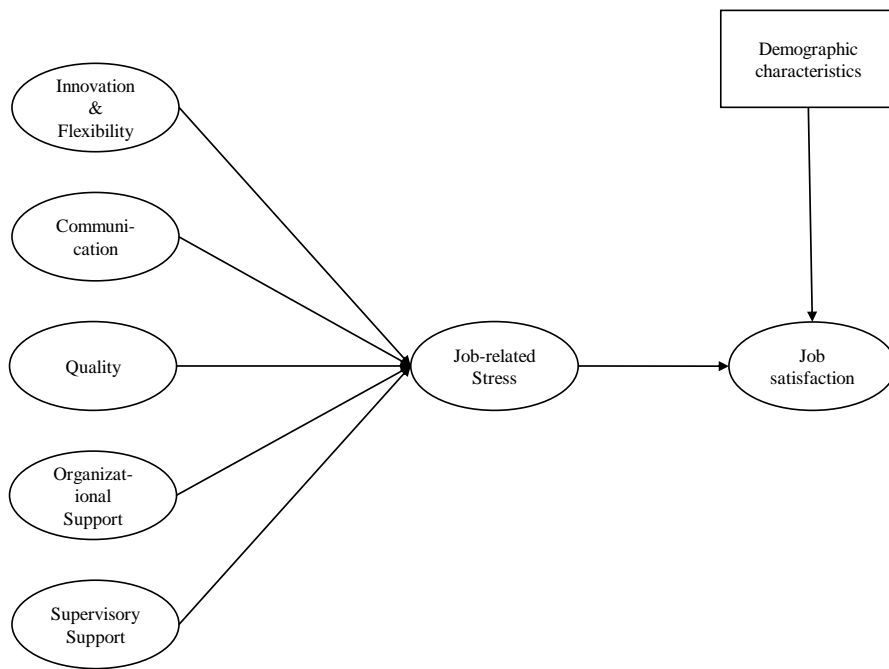 Demographic
characteristics
Innovation
&
Flexibility
Communi-
cation
Quality
Job-related
Stress
Job
satisfaction
Organizat-
ional
Support
Supervisory
Support